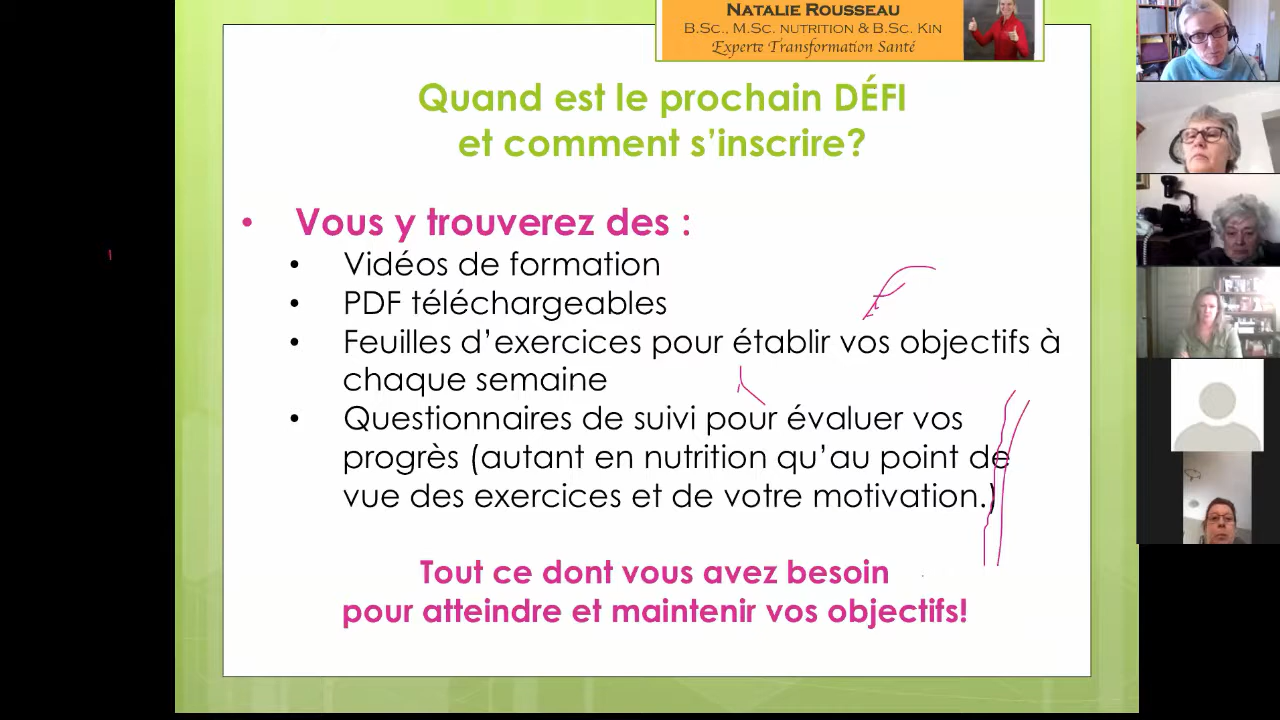 NATALIE ROUSSEAU
B.SC., M.SC. NUTRITION & B.SC. KIN
Experte Transformation Santé
Quand est le prochain DÉFI
et comment s’inscrire?
• Vous y trouverez des :
• Vidéos de formation
• PDF téléchargeables
• Feuilles d’exercices pour établir vos objectifs à
chaque semaine
• Questionnaires de suivi pour évaluer vos
progrès (autant en nutrition qu’au point de
vue des exercices et de votre motivation.)
Tout ce dont vous avez besoin
pour atteindre et maintenir vos objectifs!